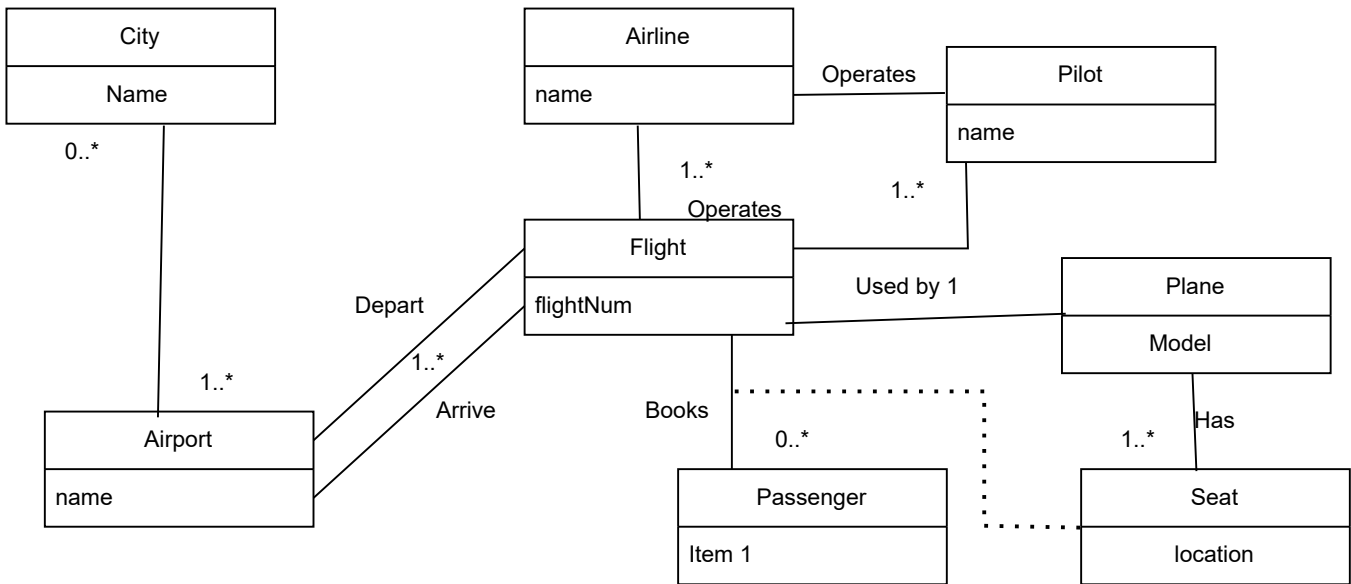 City
Name
0..*
1..*
Airport
name
Airline
name
Operates
Pilot
name
1..*
Operates
1..*
Flight
flightNum
Depart
1..*
Arrive
Used by 1
Plane
Model
Has
1..*
Books
0..*
Passenger
Item 1
Seat
location